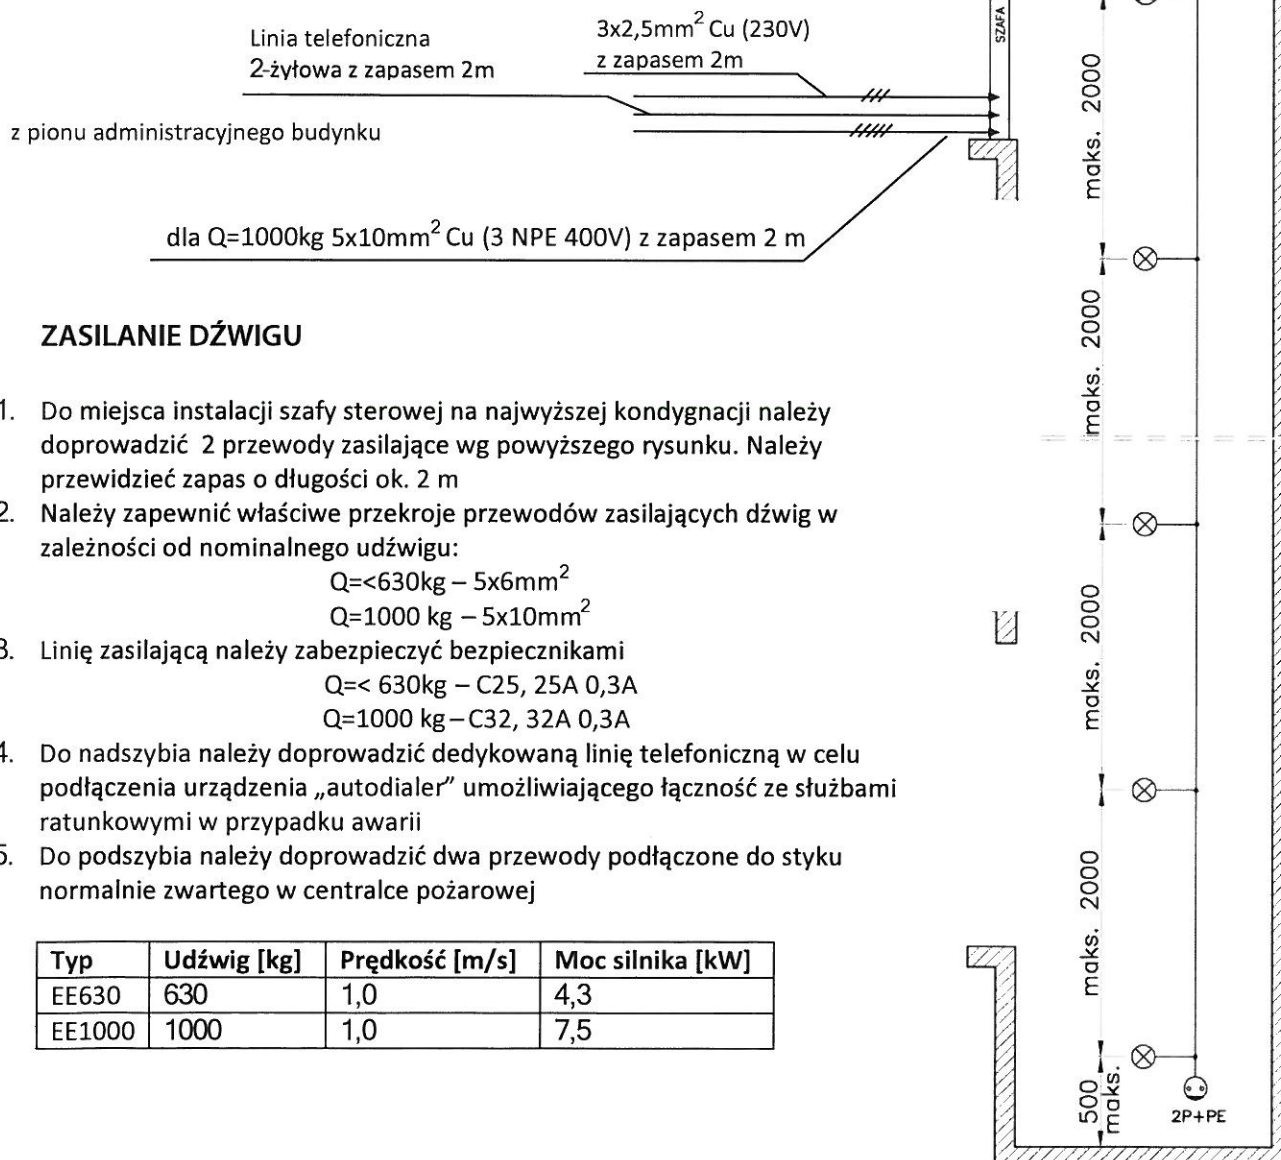 Linia telefoniczna
2-żyłowa z zapasem 2m
3x2,5mm² Cu (230V)
z zapasem 2m
SZAFA
z pionu administracyjnego budynku
dla Q=1000kg 5x10mm² Cu (3 NPE 400V) z zapasem 2 m
ZASILANIE DŹWIGU
1. Do miejsca instalacji szafy sterowej na najwyższej kondygnacji należy
doprowadzić 2 przewody zasilające wg powyższego rysunku. Należy
przewidzieć zapas o długości ok. 2 m
2. Należy zapewnić właściwe przekroje przewodów zasilających dźwig w
zależności od nominalnego udźwigu:
Q=<630kg – 5x6mm²
Q=1000 kg – 5x10mm²
3. Linię zasilającą należy zabezpieczyć bezpiecznikami
Q=< 630kg – C25, 25A 0,3A
Q=1000 kg – C32, 32A 0,3A
4. Do nadszybia należy doprowadzić dedykowaną linię telefoniczną w celu
podłączenia urządzenia „autodialer” umożliwiającego łączność ze służbami
ratunkowymi w przypadku awarii
5. Do podszybia należy doprowadzić dwa przewody podłączone do styku
normalnie zwartego w centralce pożarowej
Typ Udźwig [kg] Prędkość [m/s] Moc silnika [kW]
EE630 630 1,0 4,3
EE1000 1000 1,0 7,5
maks. 2000
maks. 2000
maks. 2000
maks. 2000
500
maks.
2P+PE